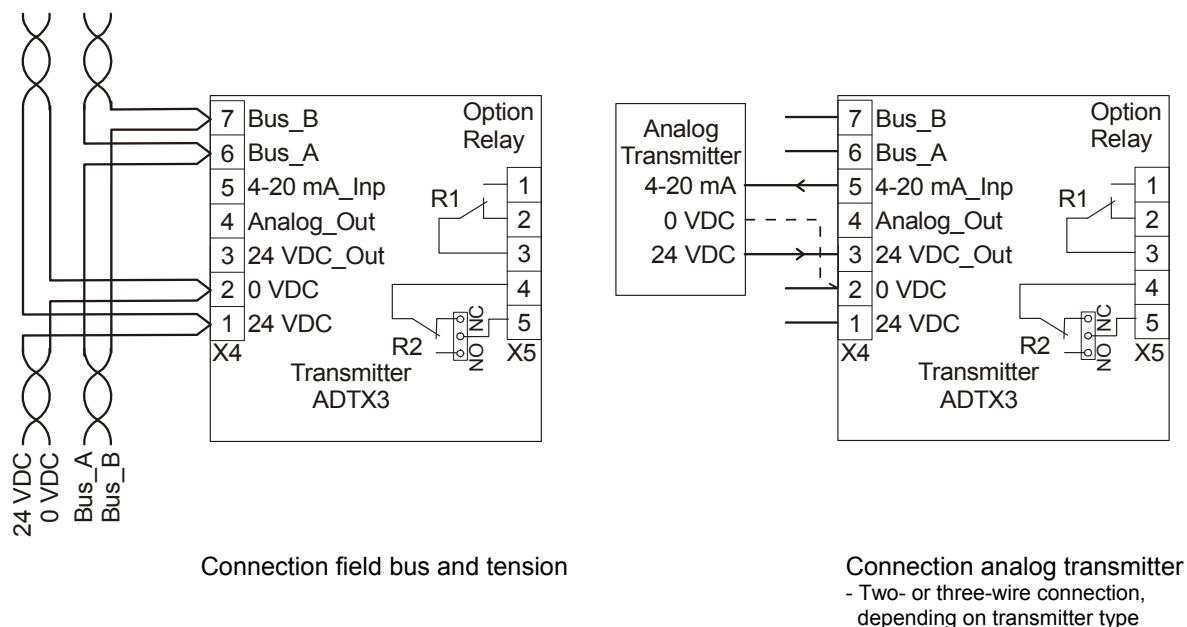 7 Bus_B
6 Bus_A
5 4-20 mA_Inp
4 Analog_Out
3 24 VDC_Out
2 0 VDC
1 24 VDC
X4
Option
Relay
R1
1
2
3
4
5
X5
R2
NC
NO
Transmitter
ADTX3
24 VDC
0 VDC
Bus_A
Bus_B
Connection field bus and tension
Analog
Transmitter
4-20 mA
0 VDC
24 VDC
7 Bus_B
6 Bus_A
5 4-20 mA_Inp
4 Analog_Out
3 24 VDC_Out
2 0 VDC
1 24 VDC
X4
Option
Relay
R1
1
2
3
4
5
X5
R2
NC
NO
Transmitter
ADTX3
Connection analog transmitter
- Two- or three-wire connection,
depending on transmitter type